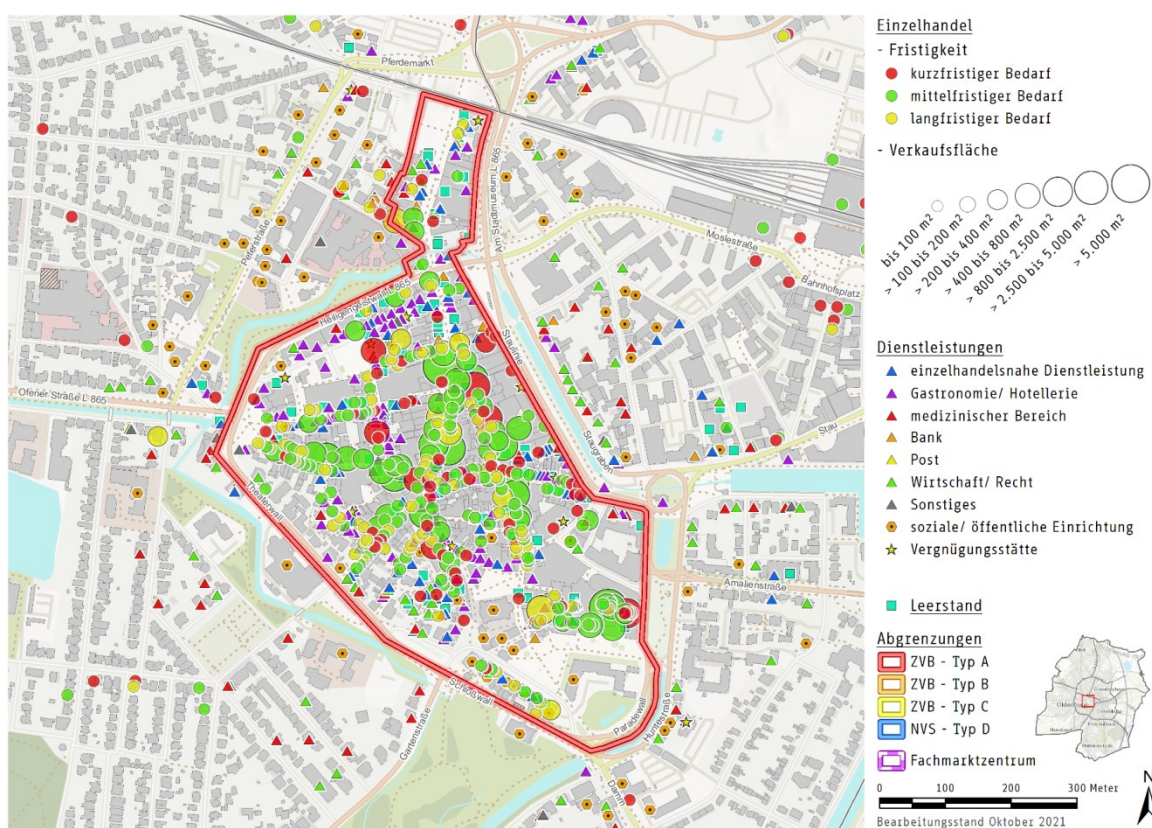 Pferdemarkt
Am Stadtmuseum L 865
Peterstraße
Moslestraße
Bahnhofsplatz
Heiligengeistwall L 865
Staulinie
Ofener Straße L 865
Stau
Staugraben
Theaterwall
Amalienstraße
Schloßwall
Paradewall
Huntestraße
Gartenstraße
Damm
Einzelhandel
- Fristigkeit
kurzfristiger Bedarf
mittelfristiger Bedarf
langfristiger Bedarf
- Verkaufsfläche
bis 100 m²
> 100 bis 200 m²
> 200 bis 400 m²
> 400 bis 800 m²
> 800 bis 2.500 m²
> 2.500 bis 5.000 m²
> 5.000 m²
Dienstleistungen
einzelhandelsnahe Dienstleistung
Gastronomie/ Hotellerie
medizinischer Bereich
Bank
Post
Wirtschaft/ Recht
Sonstiges
soziale/ öffentliche Einrichtung
Vergnügungsstätte
Leerstand
Abgrenzungen
ZVB - Typ A
ZVB - Typ B
ZVB - Typ C
NVS - Typ D
Fachmarktzentrum
0 100 200 300 Meter
N
Bearbeitungsstand Oktober 2021